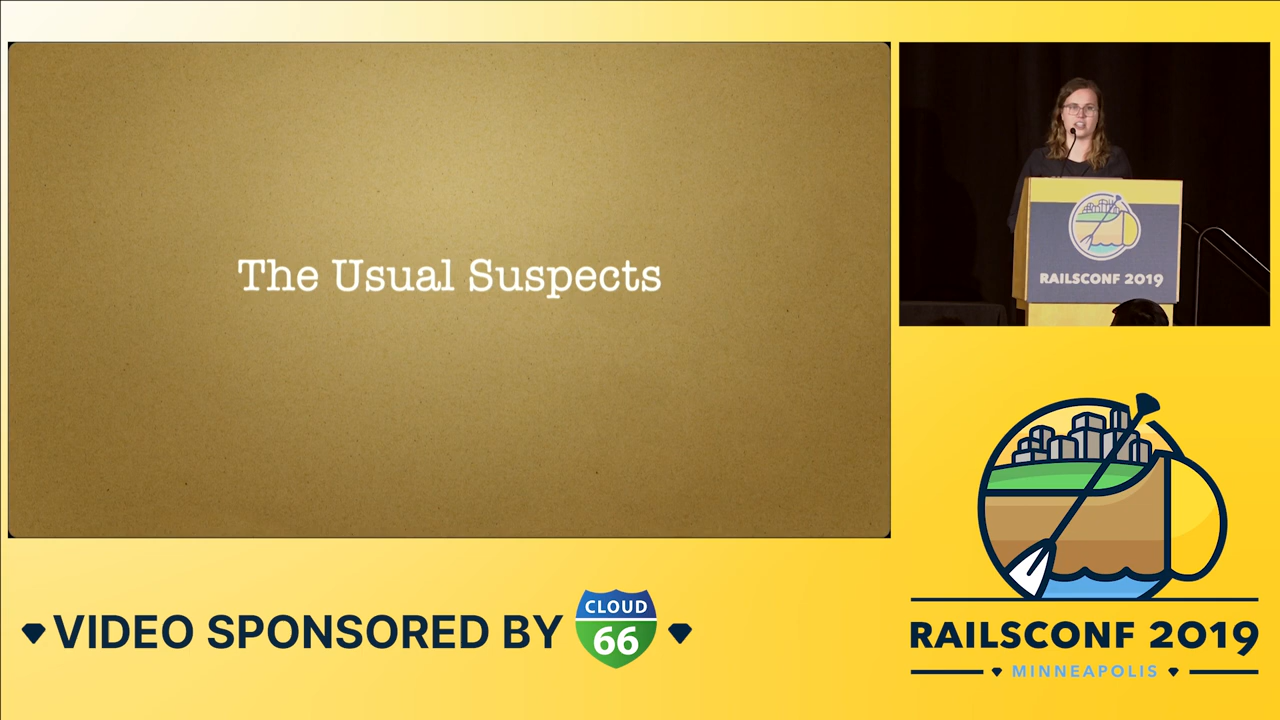 The Usual Suspects
RAILSCONF 2019
VIDEO SPONSORED BY
CLOUD
66
RAILSCONF 2019
MINNEAPOLIS